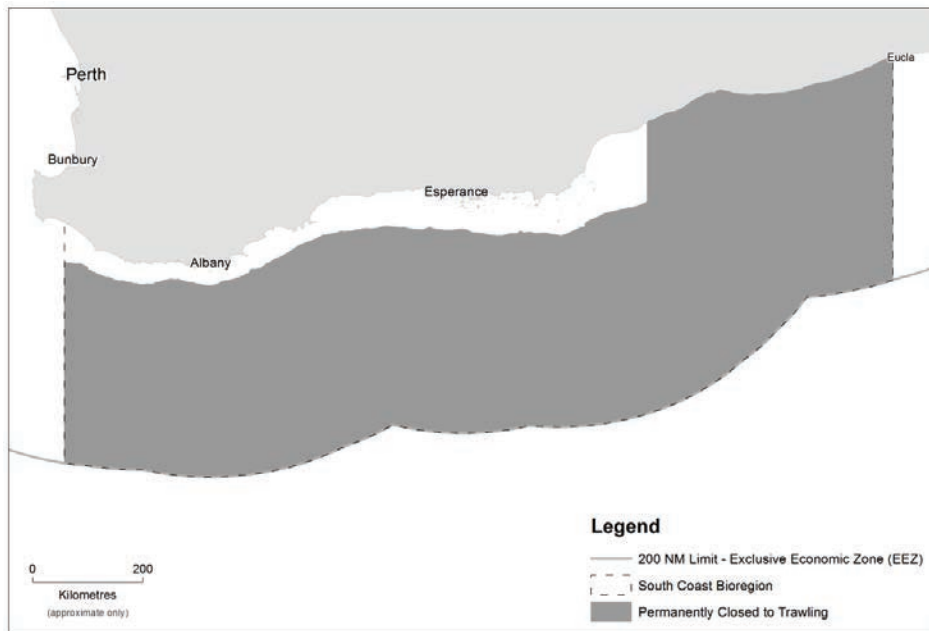 Eucla
Perth
Bunbury
Esperance
Albany
Legend
200 NM Limit - Exclusive Economic Zone (EEZ)
South Coast Bioregion
Permanently Closed to Trawling
0 200
Kilometres
(approximate only)